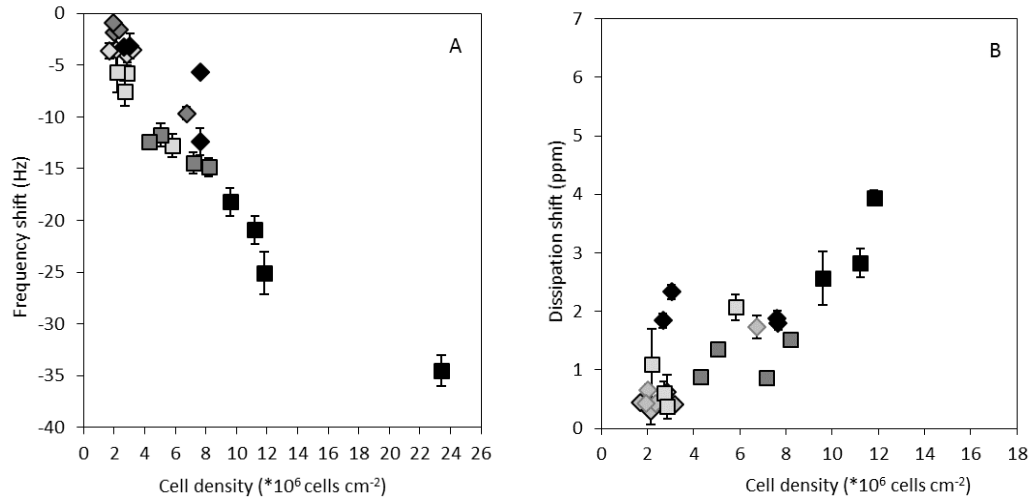 A
Frequency shift (Hz)
0
-5
-10
-15
-20
-25
-30
-35
-40
0 2 4 6 8 10 12 14 16 18 20 22 24 26
Cell density (*10⁶ cells cm⁻²)
B
Dissipation shift (ppm)
7
6
5
4
3
2
1
0
0 2 4 6 8 10 12 14 16 18
Cell density (*10⁶ cells cm⁻²)